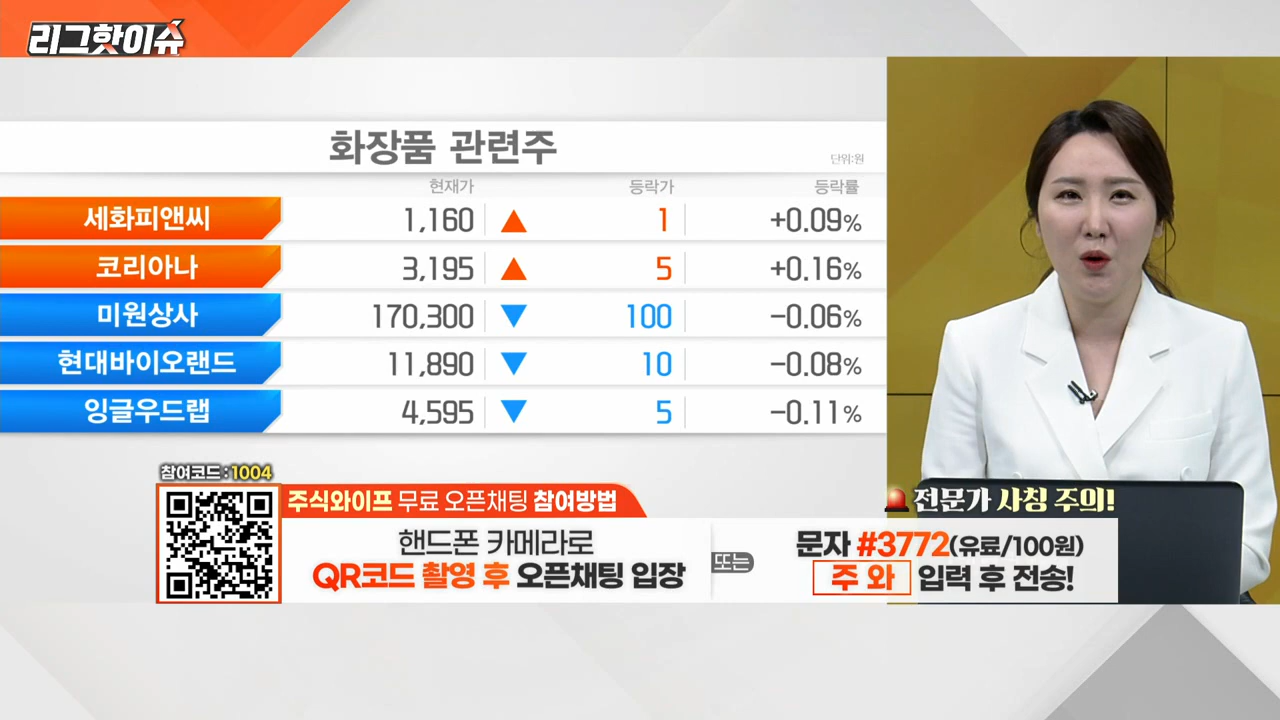 리그핫이슈
화장품 관련주
단위:원
현재가 등락가 등락률
세화피앤씨 1,160 ▲ 1 +0.09%
코리아나 3,195 ▲ 5 +0.16%
미원상사 170,300 ▼ 100 -0.06%
현대바이오랜드 11,890 ▼ 10 -0.08%
잉글우드랩 4,595 ▼ 5 -0.11%
참여코드:1004
주식와이프 무료 오픈채팅 참여방법
핸드폰 카메라로
QR코드 촬영 후 오픈채팅 입장
또는
전문가 사칭 주의!
문자 #3772(유료/100원)
주 와 입력 후 전송!